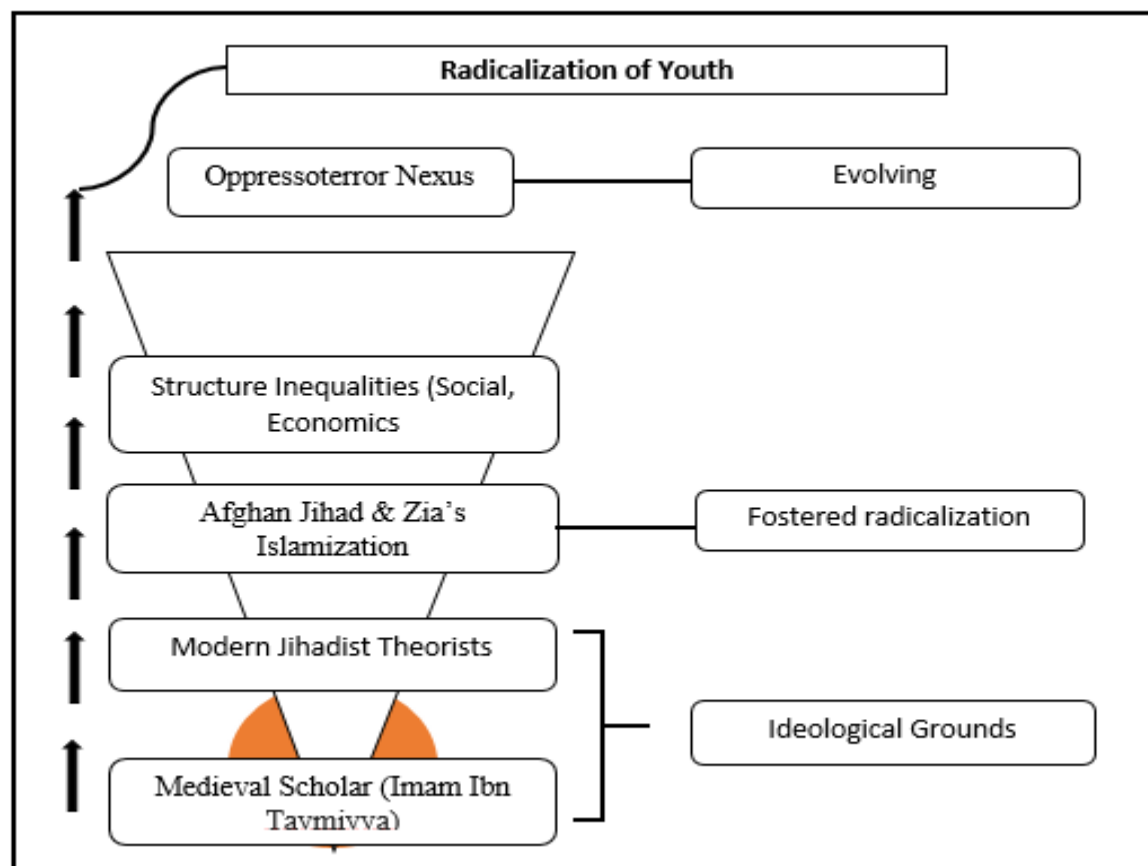 Radicalization of Youth
Oppressoterror Nexus
Evolving
Structure Inequalities (Social,
Economics
Afghan Jihad & Zia’s
Islamization
Fostered radicalization
Modern Jihadist Theorists
Ideological Grounds
Medieval Scholar (Imam Ibn
Taymiyya)